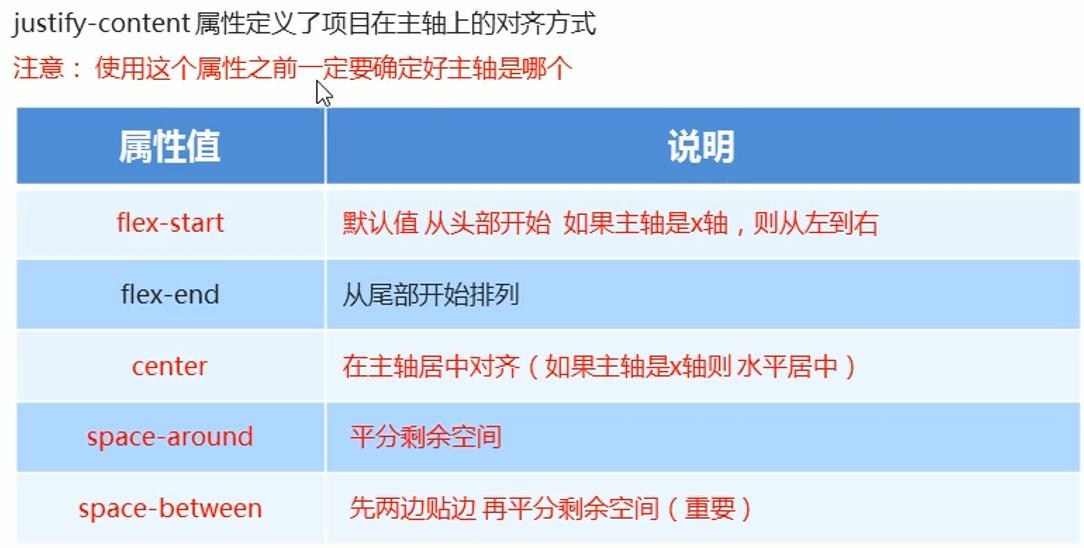 justify-content 属性定义了项目在主轴上的对齐方式
注意： 使用这个属性之前一定要确定好主轴是哪个
属性值 说明
flex-start 默认值 从头部开始 如果主轴是x轴，则从左到右
flex-end 从尾部开始排列
center 在主轴居中对齐（如果主轴是x轴则 水平居中）
space-around 平分剩余空间
space-between 先两边贴边 再平分剩余空间（重要）